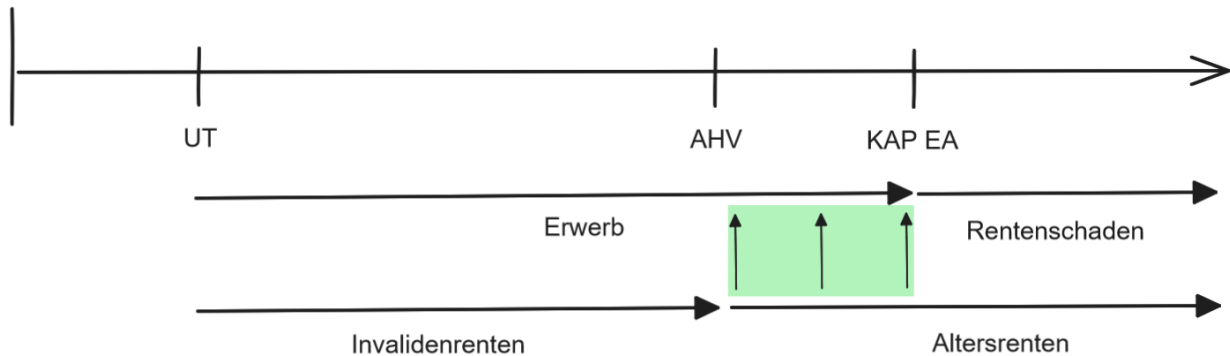 UT
AHV
KAP EA
Erwerb
Rentenschaden
Invalidenrenten
Altersrenten